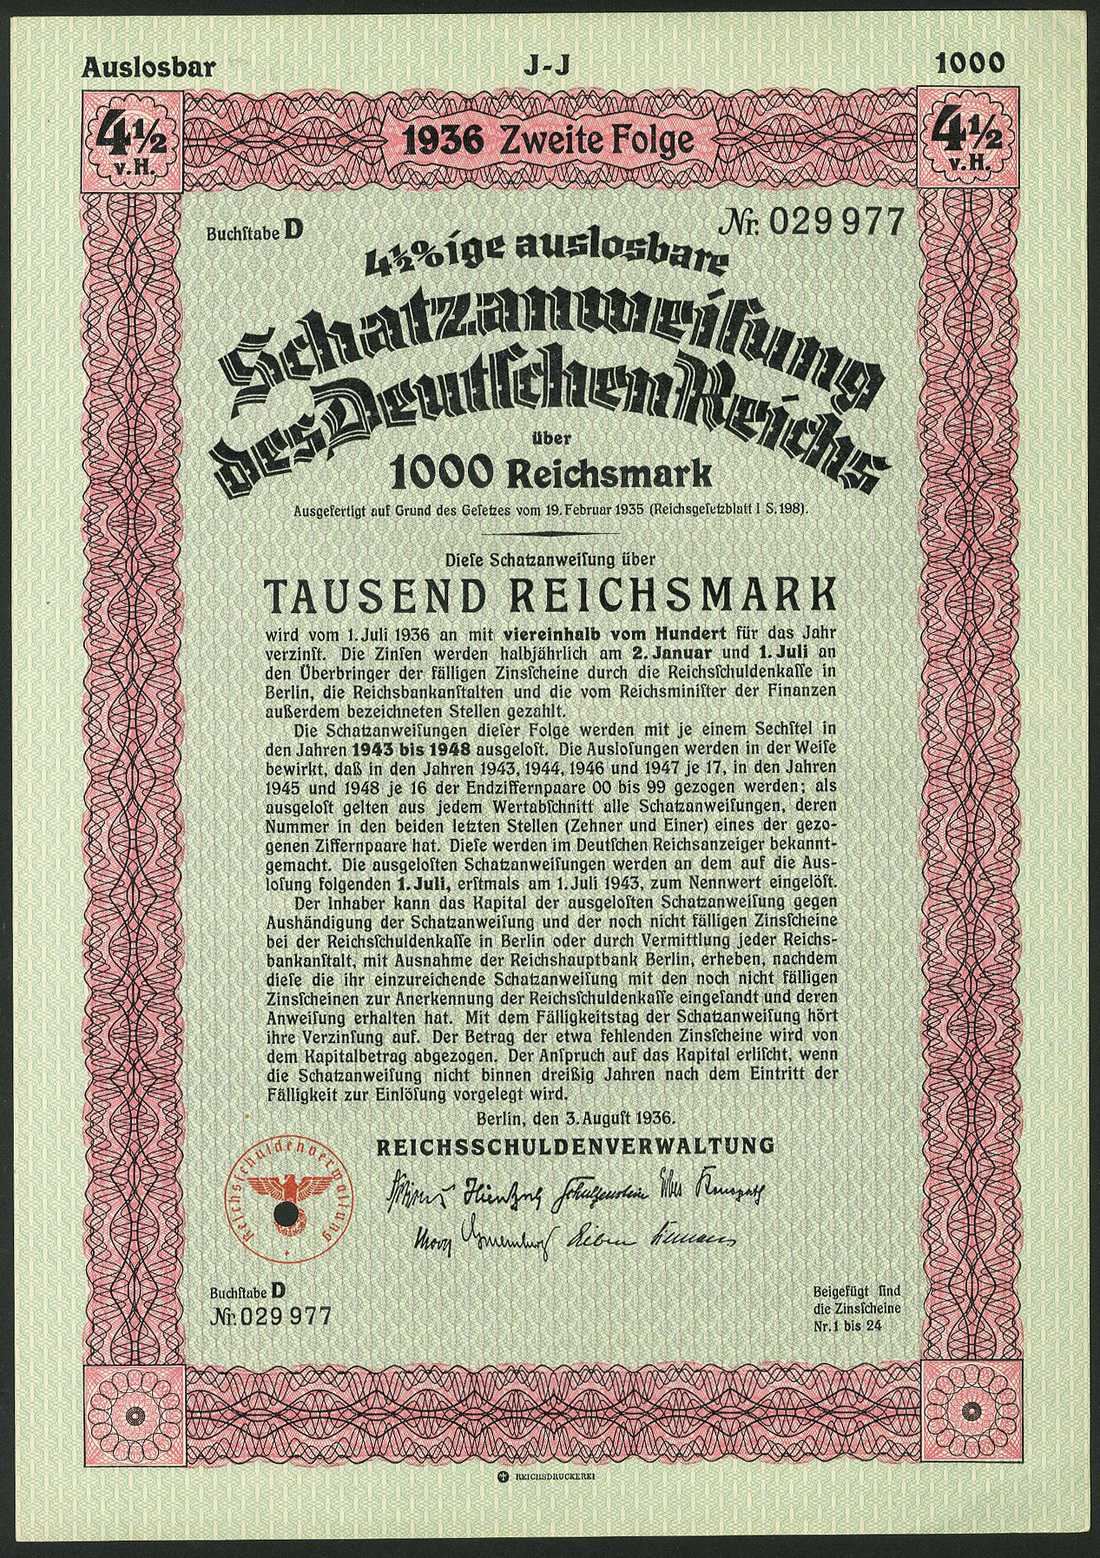 Auslosbar J-J 1000
4½ v.H. 1936 Zweite Folge 4½ v.H.
Buchſtabe D Nr. 029 977
4½%ige auslosbare
Schatzanweiſung
des Deutſchen Reichs
über
1000 Reichsmark
Ausgefertigt auf Grund des Geſetzes vom 19. Februar 1935 (Reichsgeſetzblatt I S. 198).
Dieſe Schatzanweiſung über
TAUSEND REICHSMARK
wird vom 1. Juli 1936 an mit viereinhalb vom Hundert für das Jahr
verzinſt. Die Zinſen werden halbjährlich am 2. Januar und 1. Juli an
den Überbringer der fälligen Zinsſcheine durch die Reichsſchuldenkaſſe in
Berlin, die Reichsbankanſtalten und die vom Reichsminiſter der Finanzen
außerdem bezeichneten Stellen gezahlt.
Die Schatzanweiſungen dieſer Folge werden mit je einem Sechſtel in
den Jahren 1943 bis 1948 ausgeloſt. Die Ausloſungen werden in der Weiſe
bewirkt, daß in den Jahren 1943, 1944, 1946 und 1947 je 17, in den Jahren
1945 und 1948 je 16 der Endziffernpaare 00 bis 99 gezogen werden; als
ausgeloſt gelten aus jedem Wertabſchnitt alle Schatzanweiſungen, deren
Nummer in den beiden letzten Stellen (Zehner und Einer) eines der gezo-
genen Ziffernpaare hat. Dieſe werden im Deutſchen Reichsanzeiger bekannt-
gemacht. Die ausgeloſten Schatzanweiſungen werden an dem auf die Aus-
loſung folgenden 1. Juli, erſtmals am 1. Juli 1943, zum Nennwert eingelöſt.
Der Inhaber kann das Kapital der ausgeloſten Schatzanweiſung gegen
Aushändigung der Schatzanweiſung und der noch nicht fälligen Zinsſcheine
bei der Reichsſchuldenkaſſe in Berlin oder durch Vermittlung jeder Reichs-
bankanſtalt, mit Ausnahme der Reichshauptbank Berlin, erheben, nachdem
dieſe die ihr einzureichende Schatzanweiſung mit den noch nicht fälligen
Zinsſcheinen zur Anerkennung der Reichsſchuldenkaſſe eingeſandt und deren
Anweiſung erhalten hat. Mit dem Fälligkeitstag der Schatzanweiſung hört
ihre Verzinſung auf. Der Betrag der etwa fehlenden Zinsſcheine wird von
dem Kapitalbetrag abgezogen. Der Anſpruch auf das Kapital erliſcht, wenn
die Schatzanweiſung nicht binnen dreißig Jahren nach dem Eintritt der
Fälligkeit zur Einlöſung vorgelegt wird.
Berlin, den 3. Auguſt 1936.
REICHSSCHULDENVERWALTUNG
Reichsſchuldenverwaltung
Buchſtabe D
Nr. 029 977
Beigefügt ſind
die Zinsſcheine
Nr. 1 bis 24
REICHSDRUCKEREI